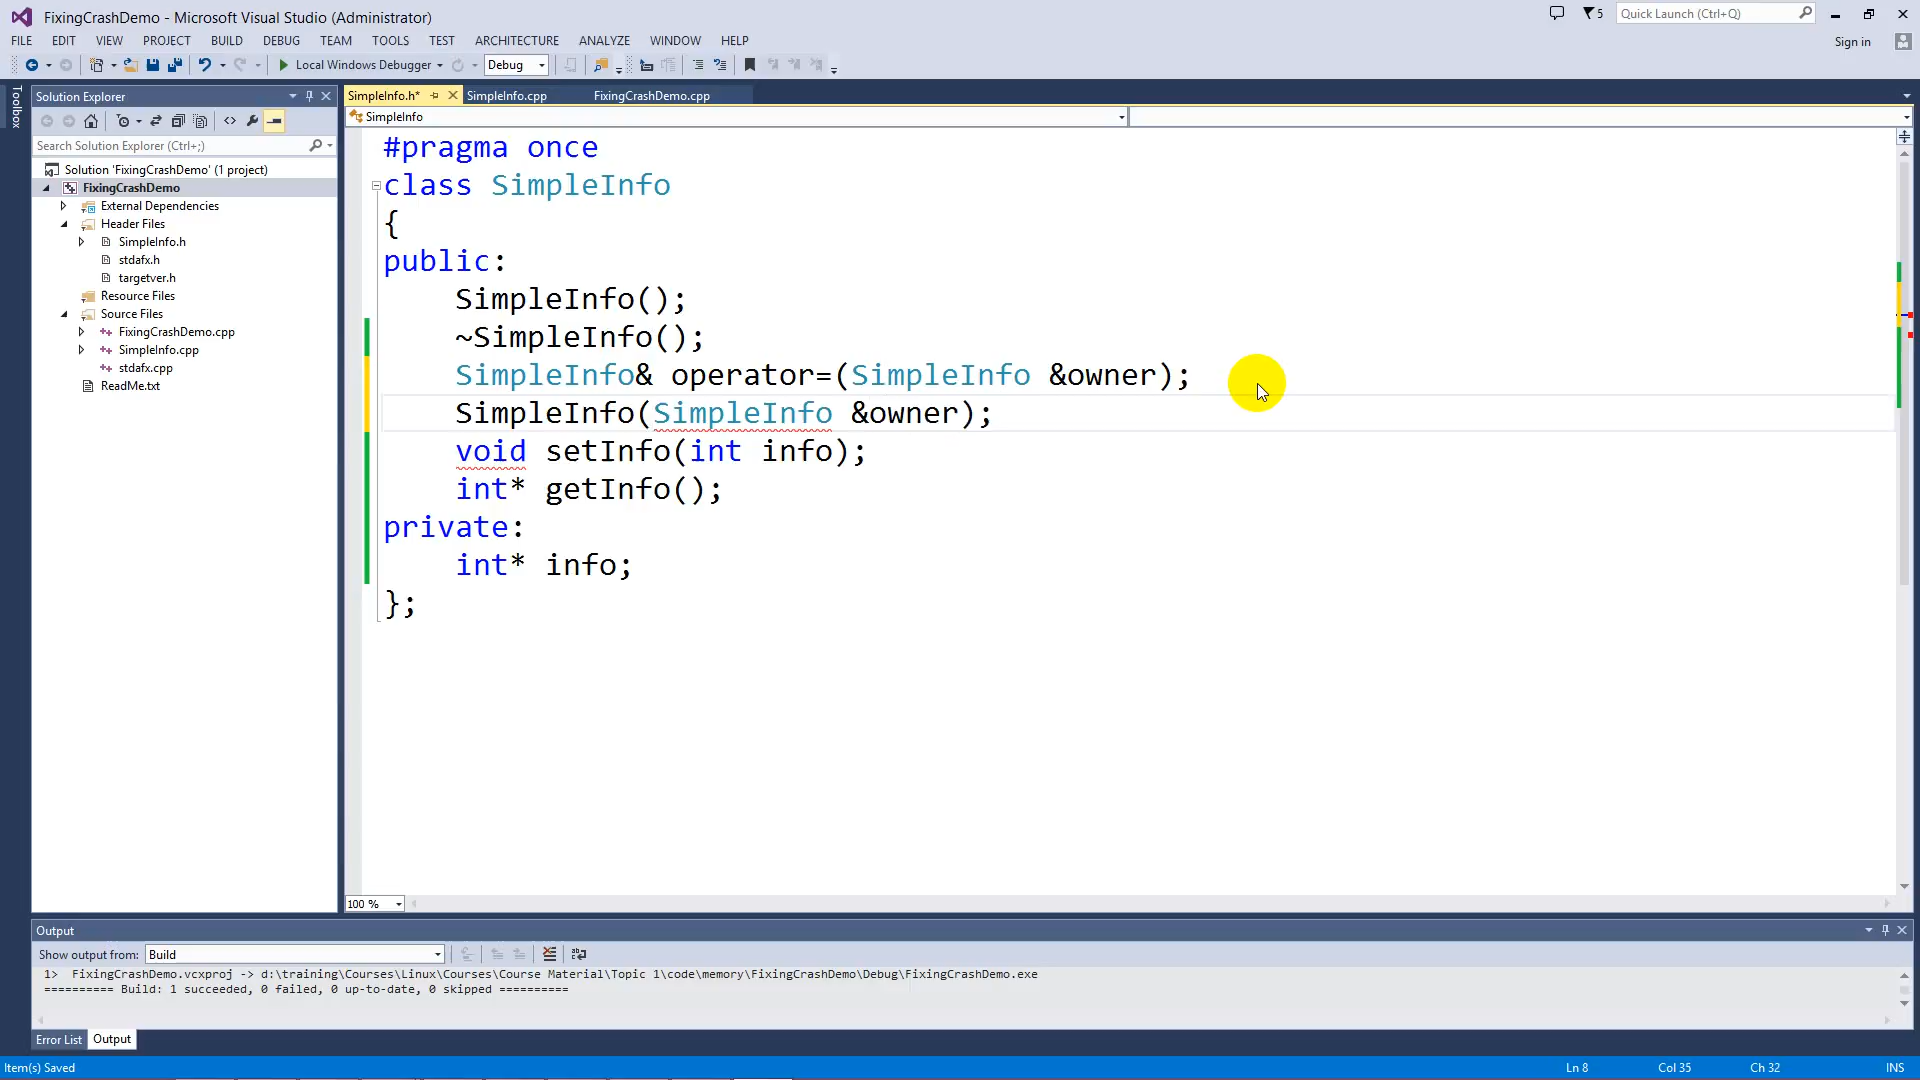 FixingCrashDemo - Microsoft Visual Studio (Administrator)
5
Quick Launch (Ctrl+Q)
FILE EDIT VIEW PROJECT BUILD DEBUG TEAM TOOLS TEST ARCHITECTURE ANALYZE WINDOW HELP
Sign in
Local Windows Debugger
Debug
Toolbox
Solution Explorer
Search Solution Explorer (Ctrl+;)
Solution 'FixingCrashDemo' (1 project)
FixingCrashDemo
External Dependencies
Header Files
SimpleInfo.h
stdafx.h
targetver.h
Resource Files
Source Files
FixingCrashDemo.cpp
SimpleInfo.cpp
stdafx.cpp
ReadMe.txt
SimpleInfo.h* SimpleInfo.cpp FixingCrashDemo.cpp
SimpleInfo
#pragma once
class SimpleInfo
{
public:
SimpleInfo();
~SimpleInfo();
SimpleInfo& operator=(SimpleInfo &owner);
SimpleInfo(SimpleInfo &owner);
void setInfo(int info);
int* getInfo();
private:
int* info;
};
100 %
Output
Show output from: Build
1>  FixingCrashDemo.vcxproj -> d:\training\Courses\Linux\Courses\Course Material\Topic 1\code\memory\FixingCrashDemo\Debug\FixingCrashDemo.exe
========== Build: 1 succeeded, 0 failed, 0 up-to-date, 0 skipped ==========
Error List Output
Item(s) Saved
Ln 8 Col 35 Ch 32 INS